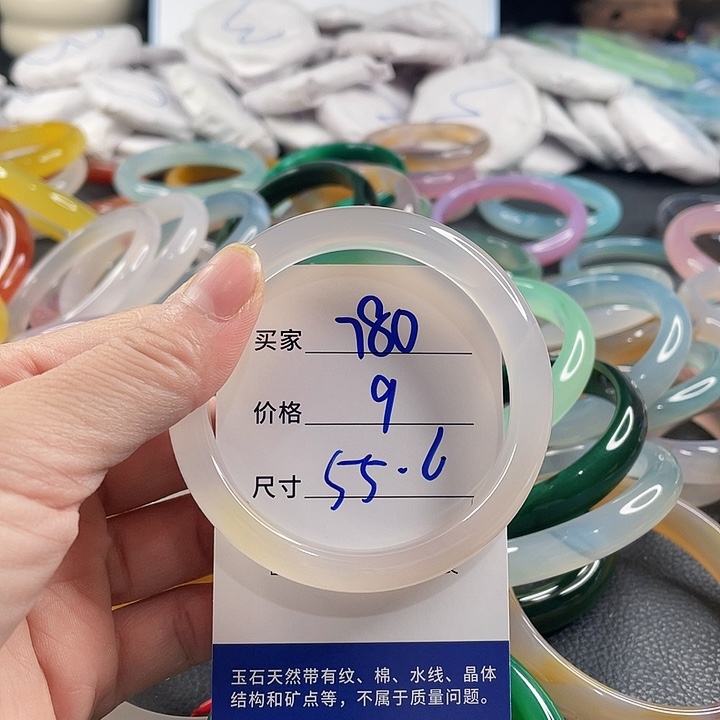 买家 780
价格 9
尺寸 55.6
玉石天然带有纹、棉、水线、晶体
结构和矿点等，不属于质量问题。